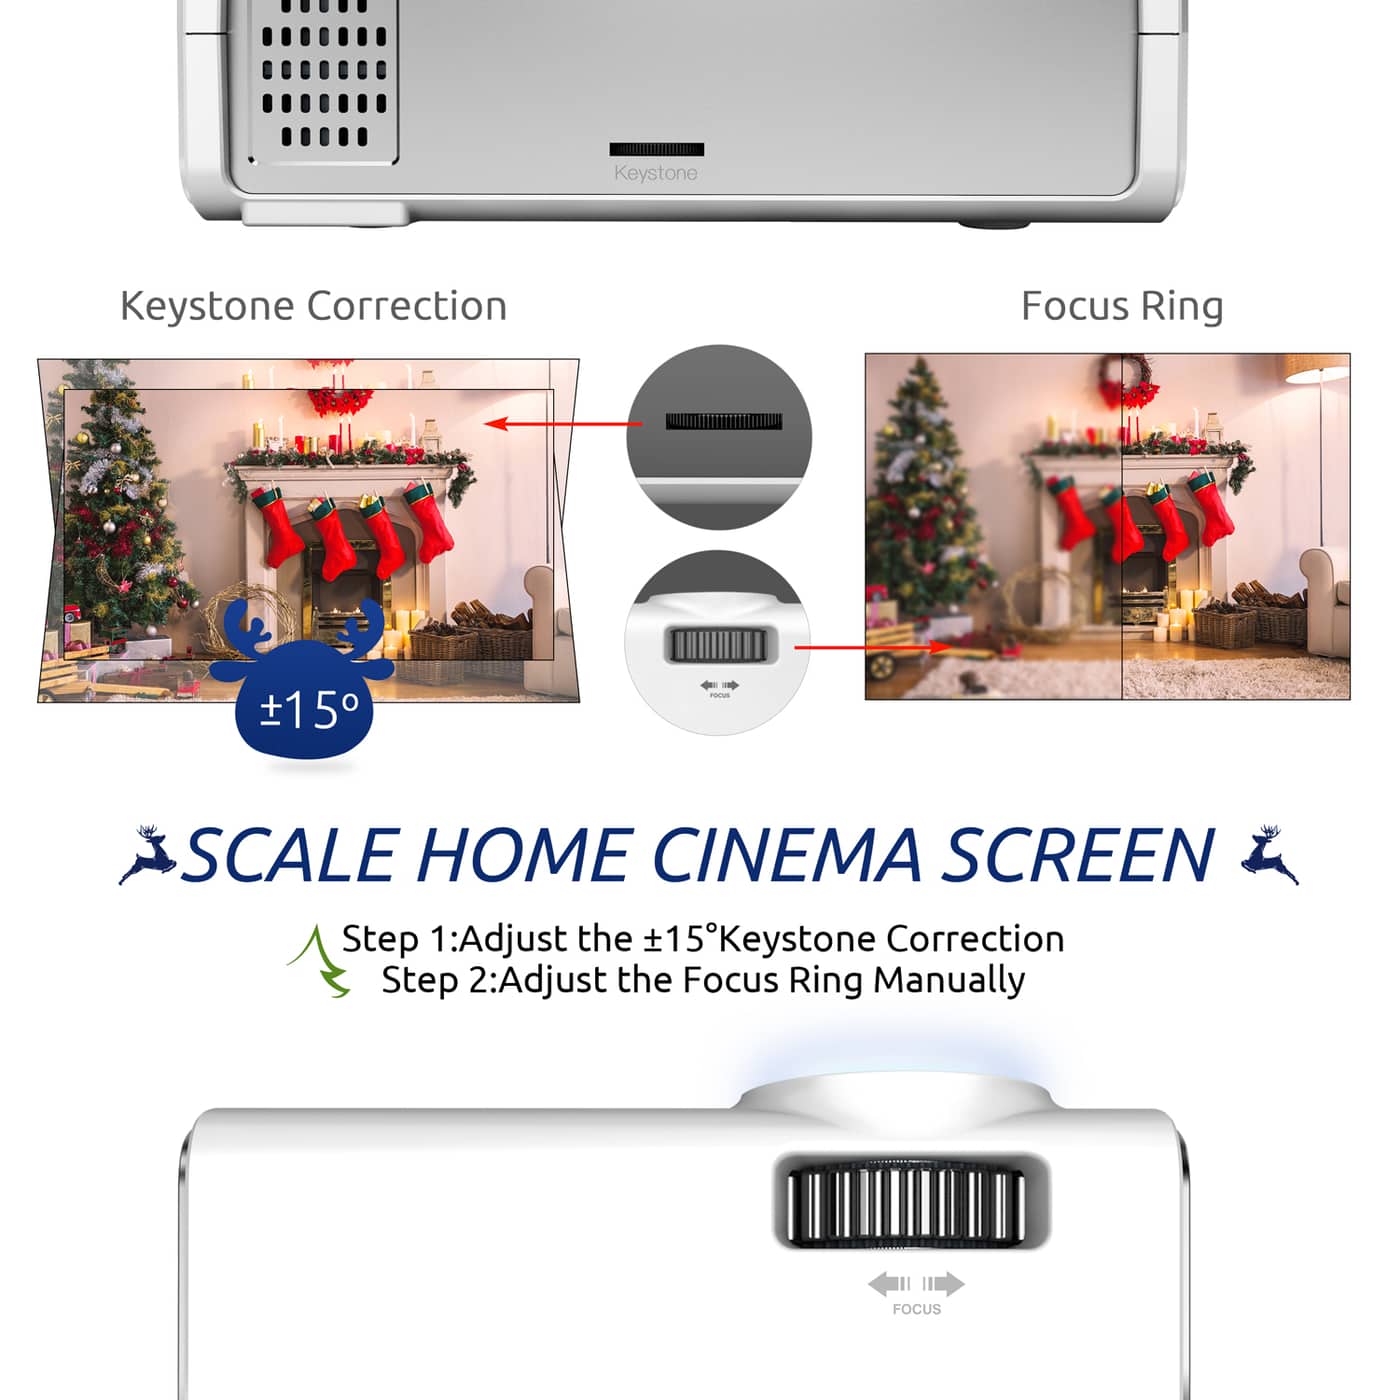 Keystone
Keystone Correction
Focus Ring
FOCUS
±15°
SCALE HOME CINEMA SCREEN
Step 1:Adjust the ±15°Keystone Correction
Step 2:Adjust the Focus Ring Manually
FOCUS